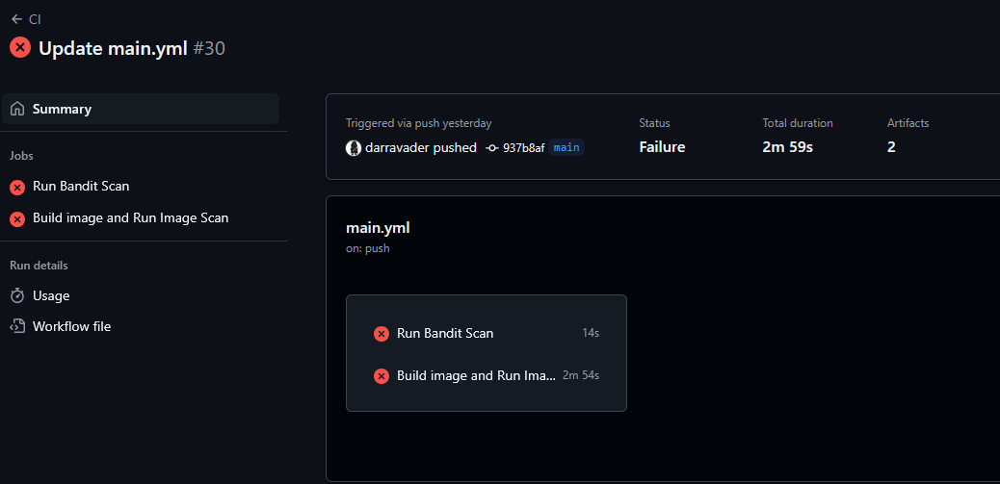 CI
Update main.yml #30
Summary
Jobs
Run Bandit Scan
Build image and Run Image Scan
Run details
Usage
Workflow file
Triggered via push yesterday
darravader pushed 937b8af main
Status
Failure
Total duration
2m 59s
Artifacts
2
main.yml
on: push
Run Bandit Scan 14s
Build image and Run Ima... 2m 54s